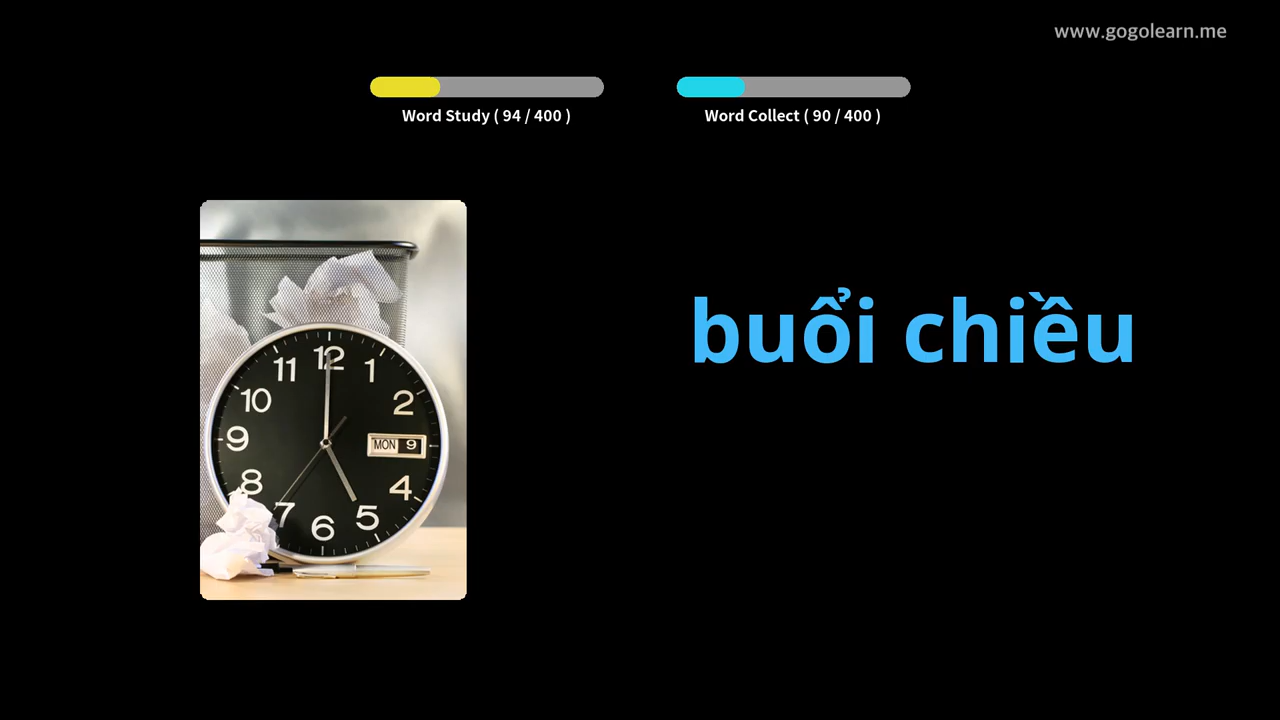 www.gogolearn.me
Word Study ( 94 / 400 )
Word Collect ( 90 / 400 )
buổi chiều
12
11
1
10
2
9
MON 9
8
4
7
5
6